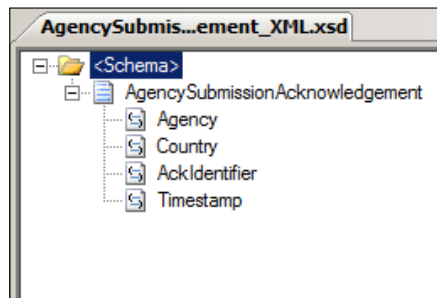 AgencySubmis...ement_XML.xsd
<Schema>
AgencySubmissionAcknowledgement
Agency
Country
AckIdentifier
Timestamp